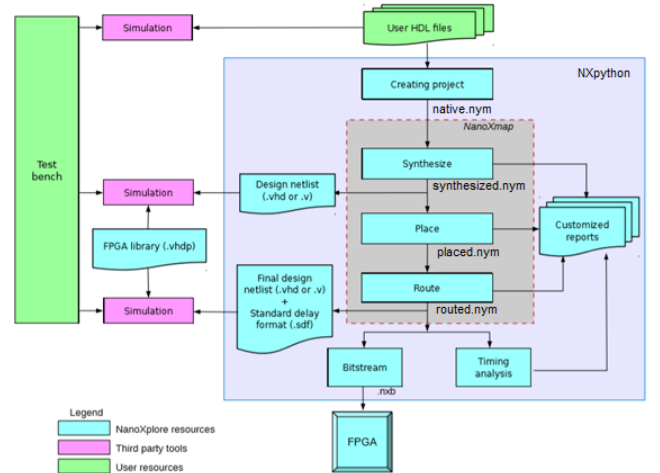 Simulation
User HDL files
NXpython
Creating project
native.nym
NanoXmap
Test
bench
Synthesize
synthesized.nym
Simulation
Design netlist
(.vhd or .v)
Place
placed.nym
Customized
reports
FPGA library (.vhdp)
Final design
netlist (.vhd or .v)
+
Standard delay
format (.sdf)
Simulation
Route
routed.nym
Bitstream
Timing
analysis
.nxb
FPGA
Legend
NanoXplore resources
Third party tools
User resources